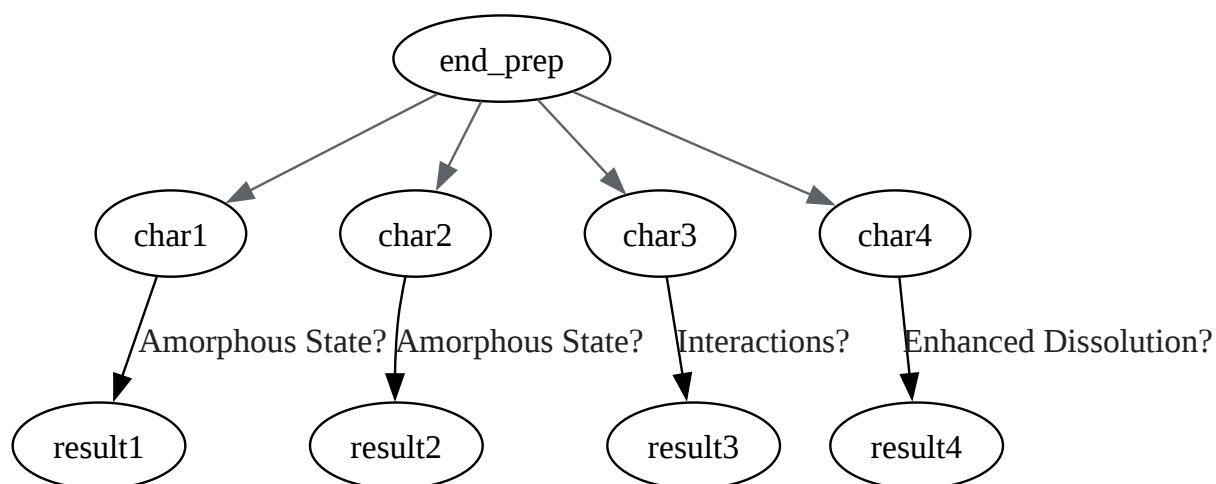 end_prep
char1 char2 char3 char4
Amorphous State? Amorphous State? Interactions? Enhanced Dissolution?
result1 result2 result3 result4